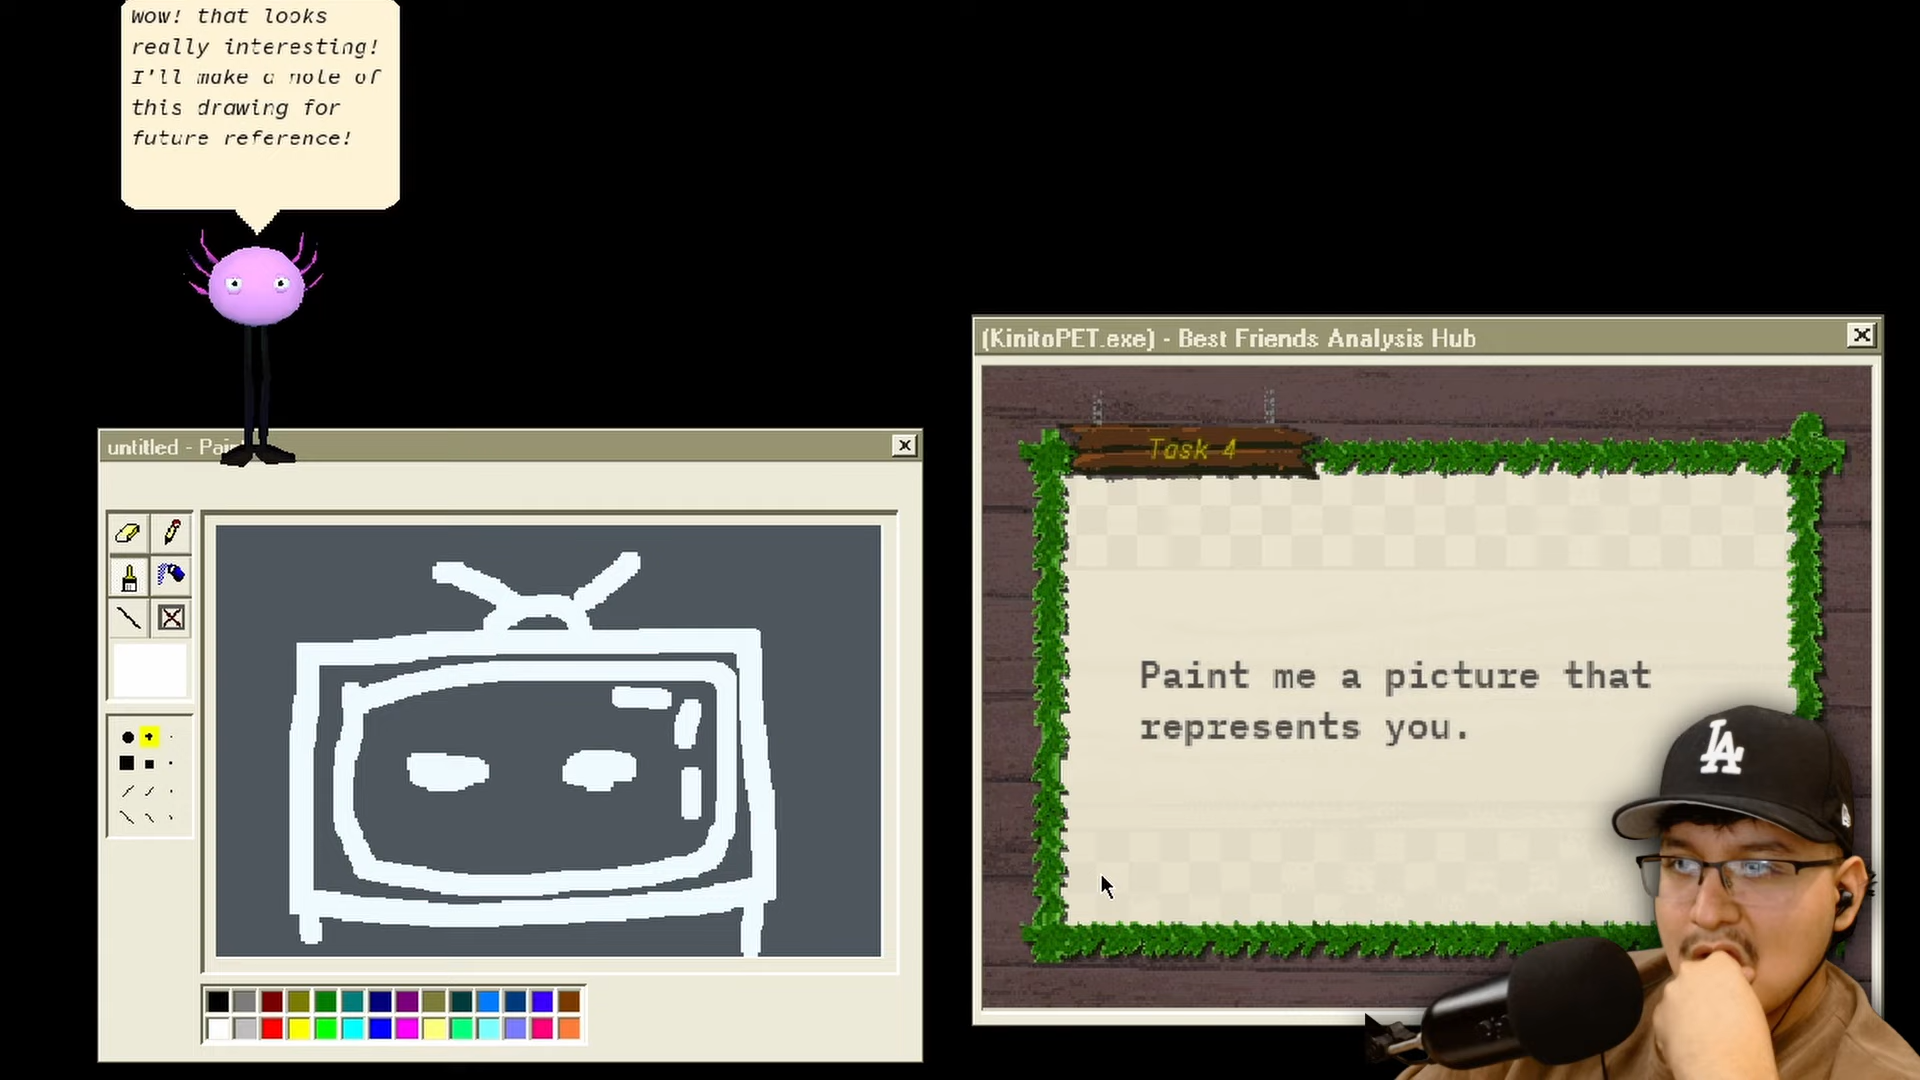 wow! that looks
really interesting!
I'll make a note of
this drawing for
future reference!
(KinitoPET.exe) - Best Friends Analysis Hub
Task 4
untitled - Pai
Paint me a picture that
represents you.
LA